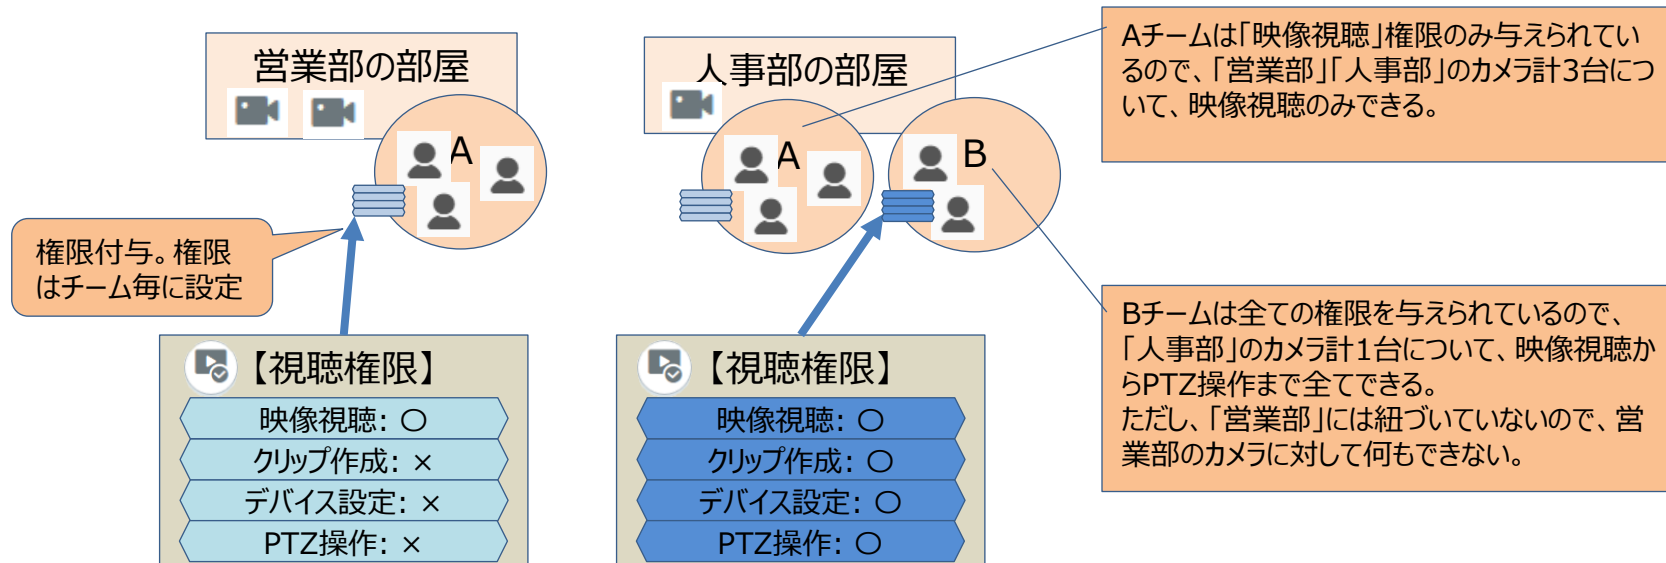 営業部の部屋
A
人事部の部屋
A
B
Aチームは「映像視聴」権限のみ与えられてい
るので、「営業部」「人事部」のカメラ計3台につ
いて、映像視聴のみできる。
権限付与。権限
はチーム毎に設定
Bチームは全ての権限を与えられているので、
「人事部」のカメラ計1台について、映像視聴か
らPTZ操作まで全てできる。
ただし、「営業部」には紐づいていないので、営
業部のカメラに対して何もできない。
【視聴権限】
映像視聴: 〇
クリップ作成: ×
デバイス設定: ×
PTZ操作: ×
【視聴権限】
映像視聴: 〇
クリップ作成: 〇
デバイス設定: 〇
PTZ操作: 〇